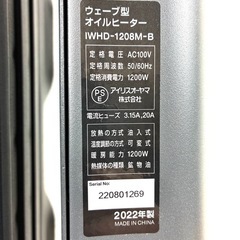 ウェーブ型
オイルヒーター
IWHD-1208M-B
定格電圧 AC100V
定格周波数 50/60Hz
定格消費電力 1200W
PSE
アイリスオーヤマ
株式会社
電流ヒューズ 3.15A,20A
放熱の方式 油入式
温度調節の方式 可変式
暖房能力 1200W
熱媒体の種類 鉱物油
Serial No.:
220801269
2022年製
MADE IN CHINA